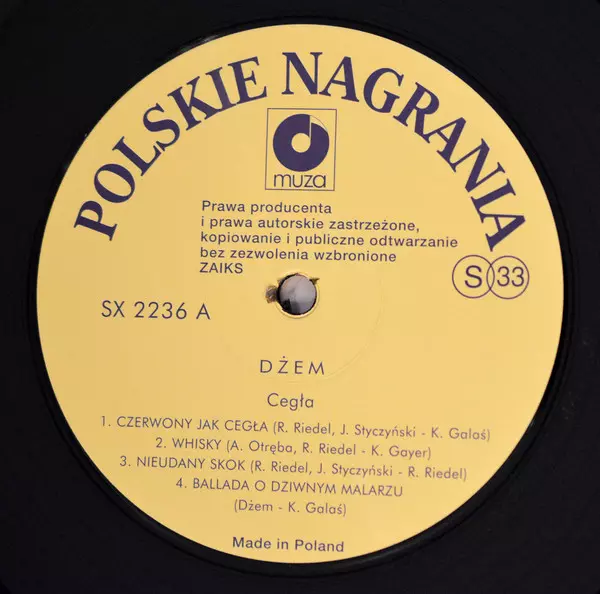 POLSKIE NAGRANIA
muza
Prawa producenta
i prawa autorskie zastrzeżone,
kopiowanie i publiczne odtwarzanie
bez zezwolenia wzbronione
ZAIKS
S 33
SX 2236 A
DŻEM
Cegła
1. CZERWONY JAK CEGŁA (R. Riedel, J. Styczyński - K. Galaś)
2. WHISKY (A. Otręba, R. Riedel - K. Gayer)
3. NIEUDANY SKOK (R. Riedel, J. Styczyński - R. Riedel)
4. BALLADA O DZIWNYM MALARZU
(Dżem - K. Galaś)
Made in Poland